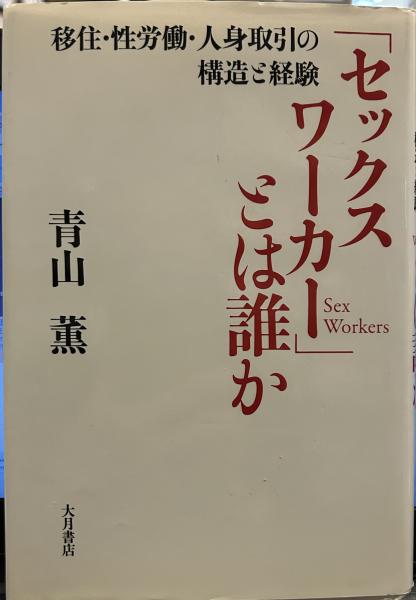 「セックス
ワーカー」
とは誰か
Sex
Workers
移住・性労働・人身取引の
構造と経験
青山 薫
大月書店